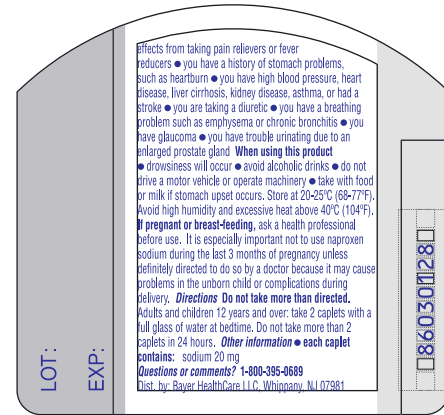 effects from taking pain relievers or fever
reducers ● you have a history of stomach problems,
such as heartburn ● you have high blood pressure, heart
disease, liver cirrhosis, kidney disease, asthma, or had a
stroke ● you are taking a diuretic ● you have a breathing
problem such as emphysema or chronic bronchitis ● you
have glaucoma ● you have trouble urinating due to an
enlarged prostate gland When using this product
● drowsiness will occur ● avoid alcoholic drinks ● do not
drive a motor vehicle or operate machinery ● take with food
or milk if stomach upset occurs. Store at 20-25ºC (68-77ºF).
Avoid high humidity and excessive heat above 40ºC (104ºF).
If pregnant or breast-feeding, ask a health professional
before use. It is especially important not to use naproxen
sodium during the last 3 months of pregnancy unless
definitely directed to do so by a doctor because it may cause
problems in the unborn child or complications during
delivery. Directions Do not take more than directed.
Adults and children 12 years and over: take 2 caplets with a
full glass of water at bedtime. Do not take more than 2
caplets in 24 hours. Other information ● each caplet
contains: sodium 20 mg
Questions or comments? 1-800-395-0689
Dist. by: Bayer HealthCare LLC, Whippany, NJ 07981
LOT:
EXP:
86030128